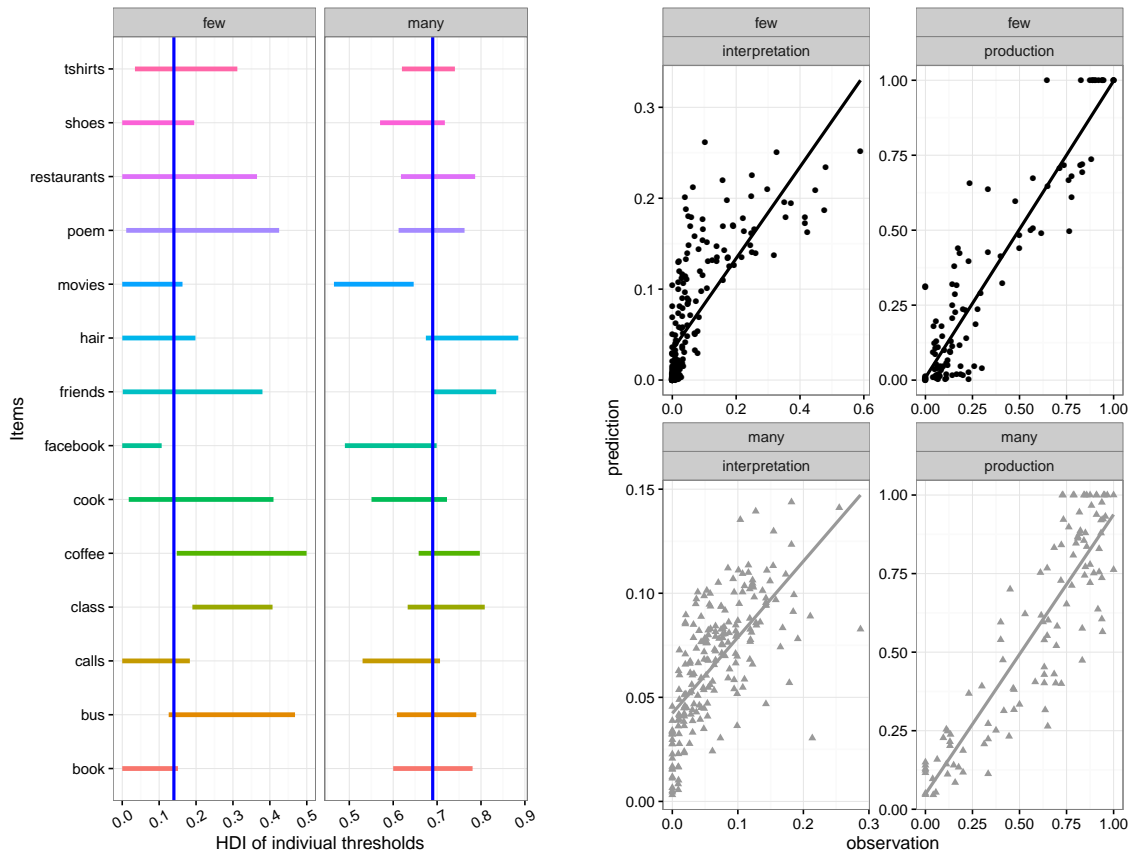 few
many
Items
tshirts
shoes
restaurants
poem
movies
hair
friends
facebook
cook
coffee
class
calls
bus
book
0.0 0.1 0.2 0.3 0.4 0.5
0.5 0.6 0.7 0.8 0.9
HDI of indiviual thresholds
prediction
few
interpretation
0.3
0.2
0.1
0.0
0.0 0.2 0.4 0.6
few
production
1.00
0.75
0.50
0.25
0.00
0.00 0.25 0.50 0.75 1.00
many
interpretation
0.15
0.10
0.05
0.00
0.0 0.1 0.2 0.3
many
production
1.00
0.75
0.50
0.25
0.00
0.00 0.25 0.50 0.75 1.00
observation